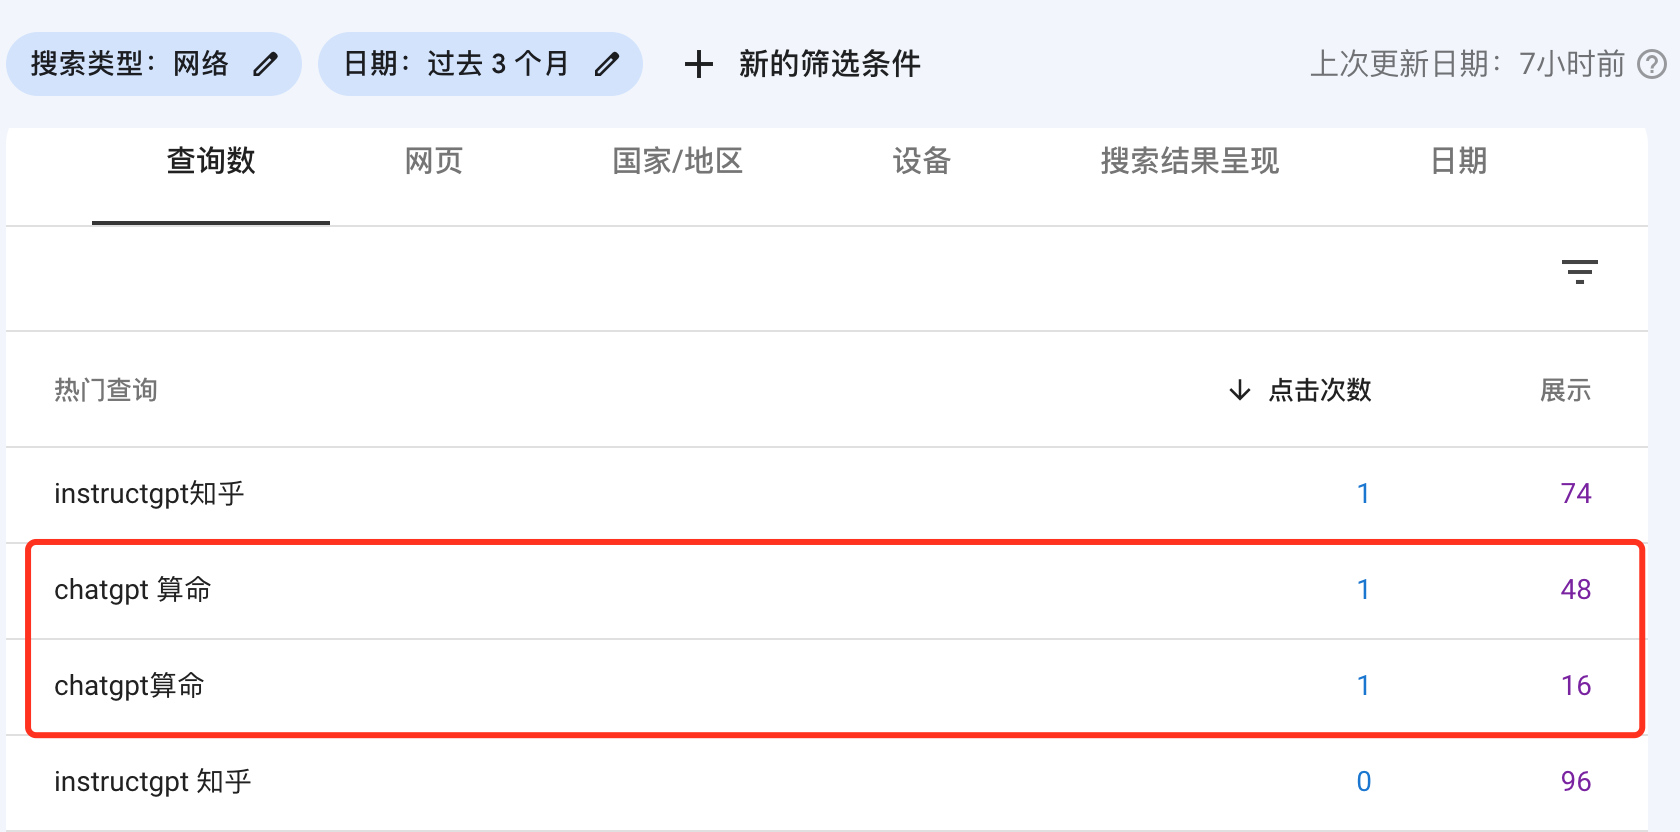 搜索类型：网络 日期：过去 3 个月 新的筛选条件 上次更新日期：7小时前
查询数 网页 国家/地区 设备 搜索结果呈现 日期
热门查询 点击次数 展示
instructgpt知乎 1 74
chatgpt 算命 1 48
chatgpt算命 1 16
instructgpt 知乎 0 96